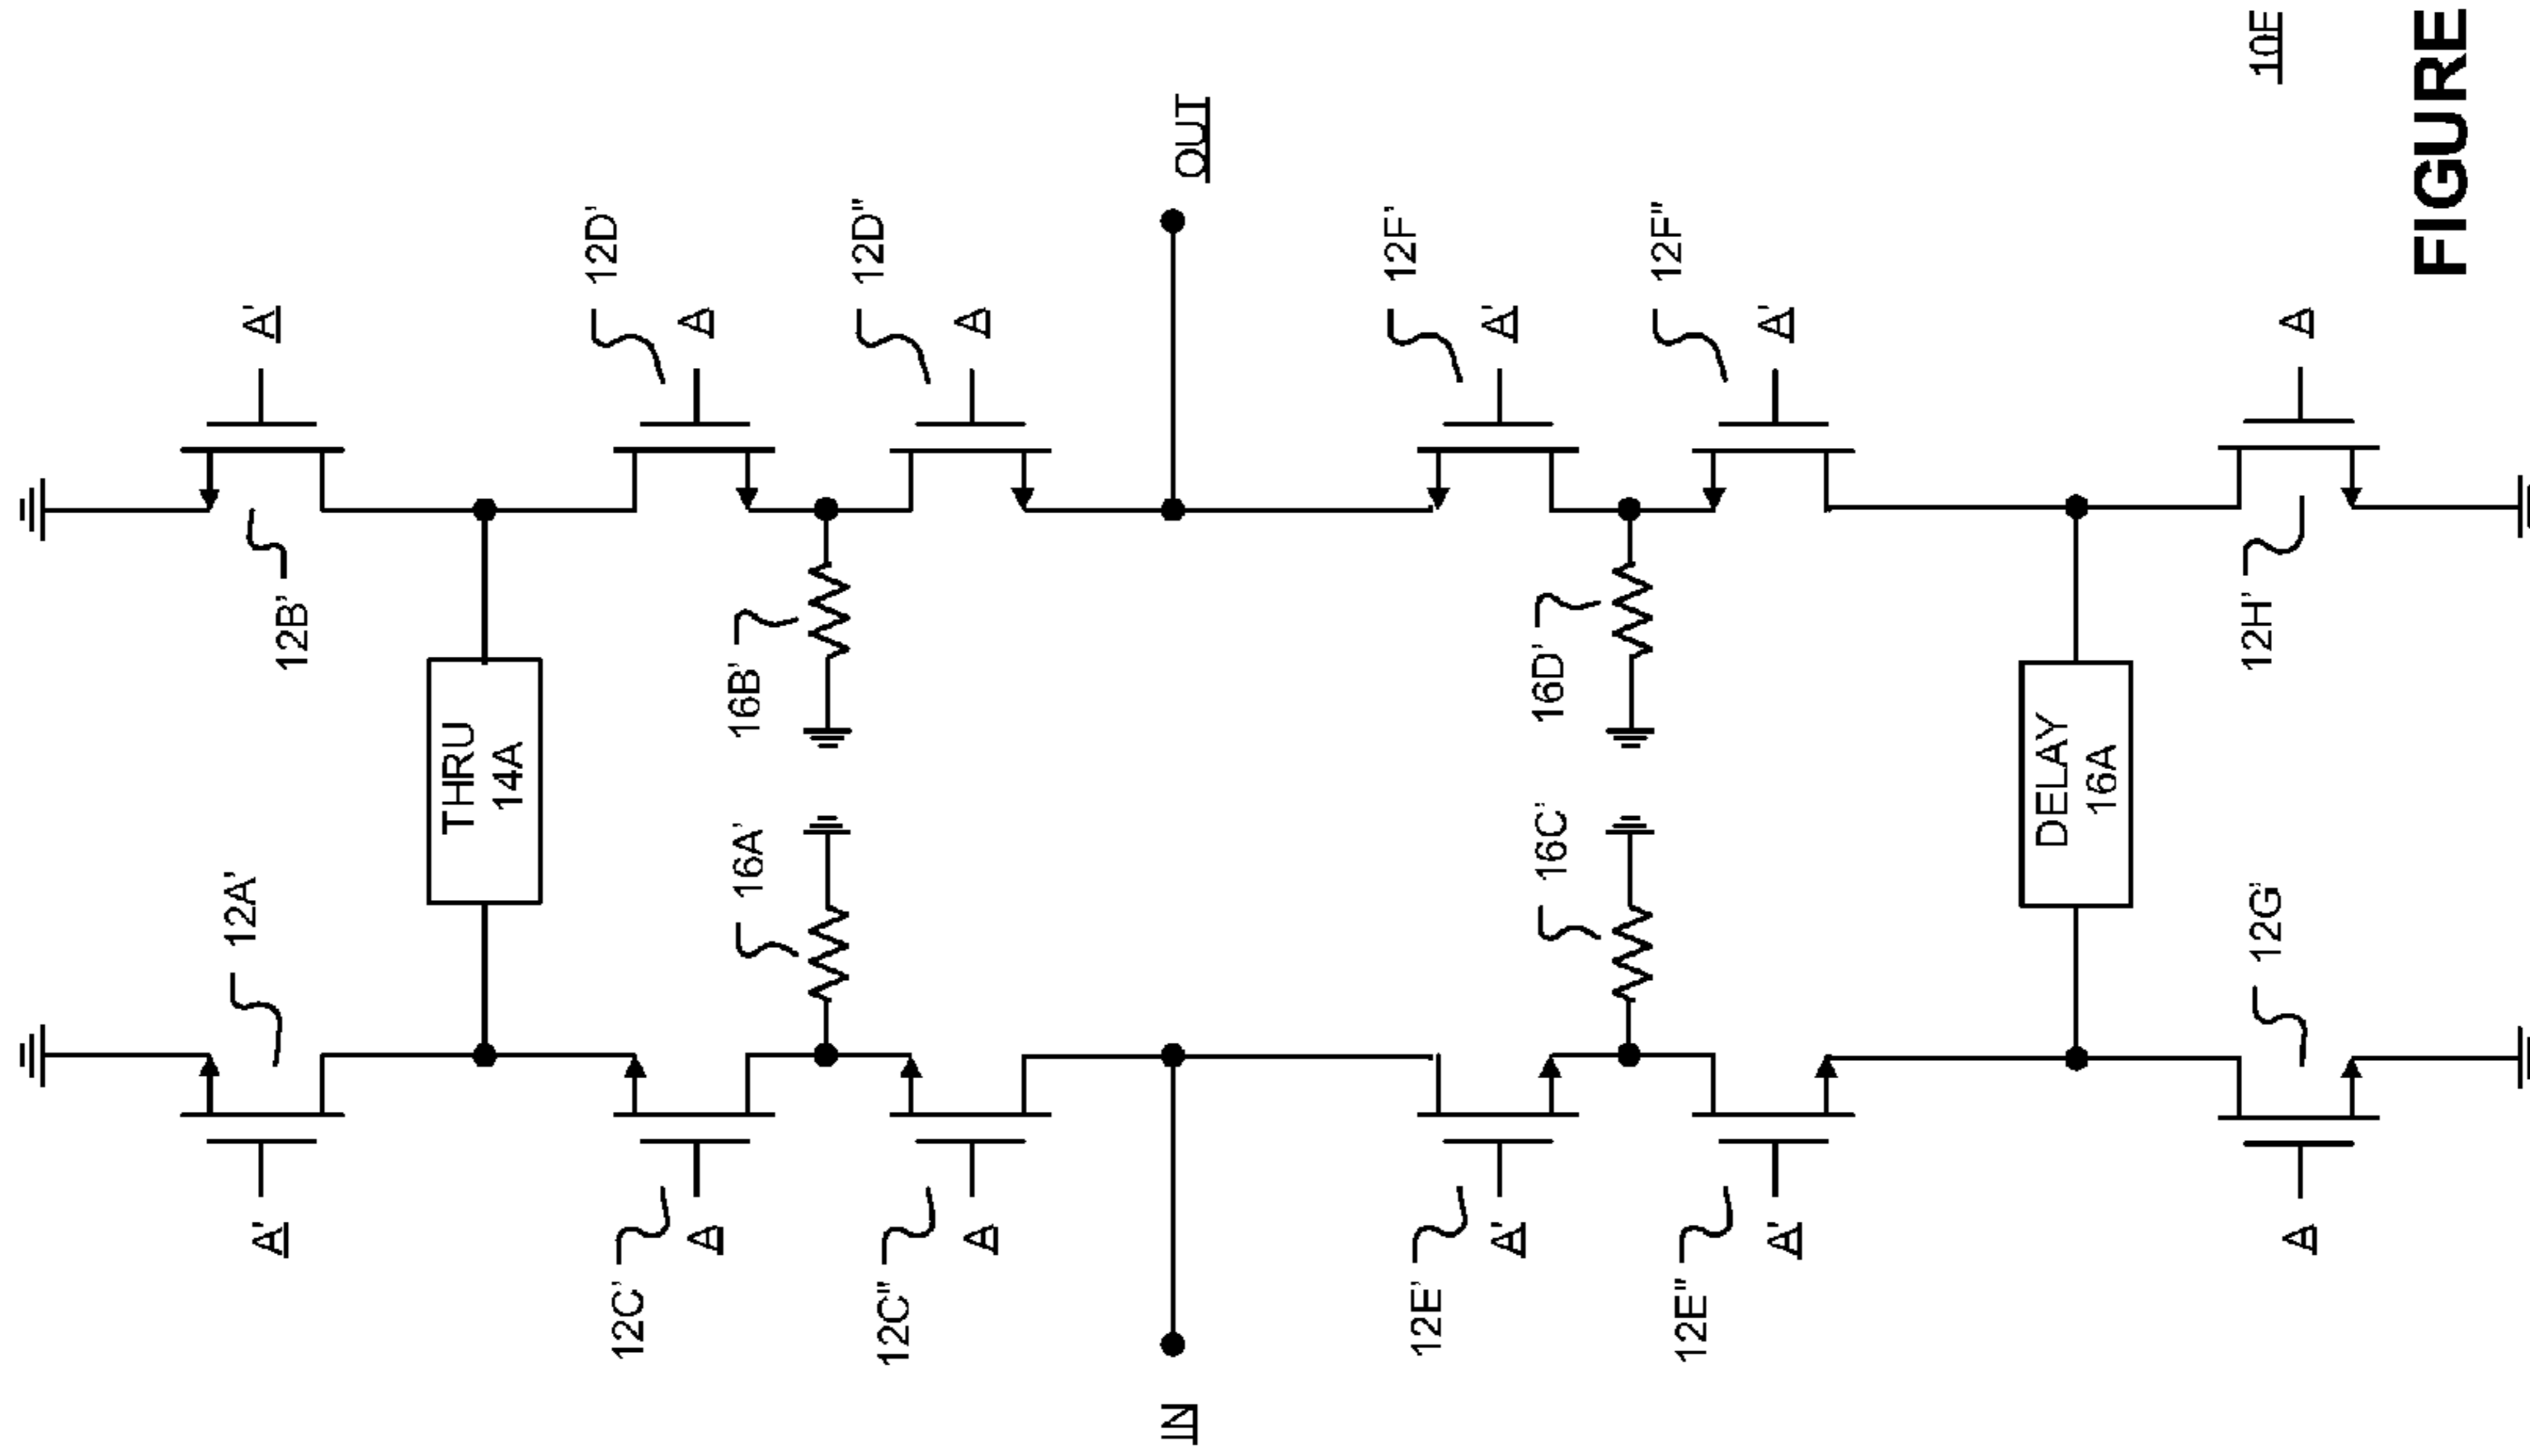 A'
12A'
12B'
A'
THRU
14A
12C'
12D'
A
A
16A'
16B'
12C"
12D"
A
A
IN
OUT
12E'
12F'
A'
A'
16C'
16D'
12E"
12F"
A'
A'
DELAY
16A
12G'
12H'
A
A
10E
FIGURE